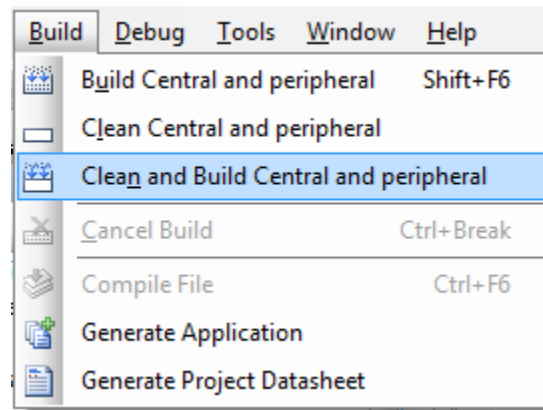 Build Debug Tools Window Help
Build Central and peripheral Shift+F6
Clean Central and peripheral
Clean and Build Central and peripheral
Cancel Build Ctrl+Break
Compile File Ctrl+F6
Generate Application
Generate Project Datasheet